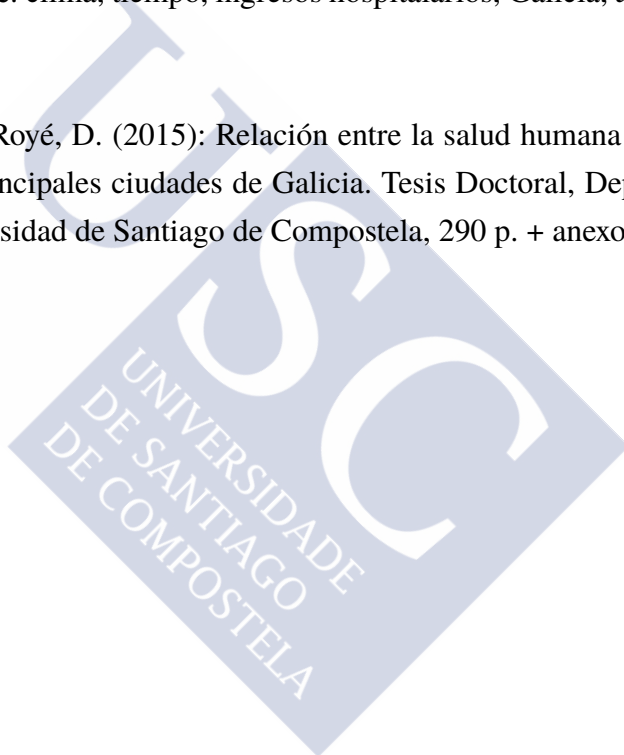 clima, tiempo, ingresos hospitalarios, Galicia,
Royé, D. (2015): Relación entre la salud humana
ncipales ciudades de Galicia. Tesis Doctoral, Dep
sidad de Santiago de Compostela, 290 p. + anexo
USC
UNIVERSIDADE
DE SANTIAGO
DE COMPOSTELA